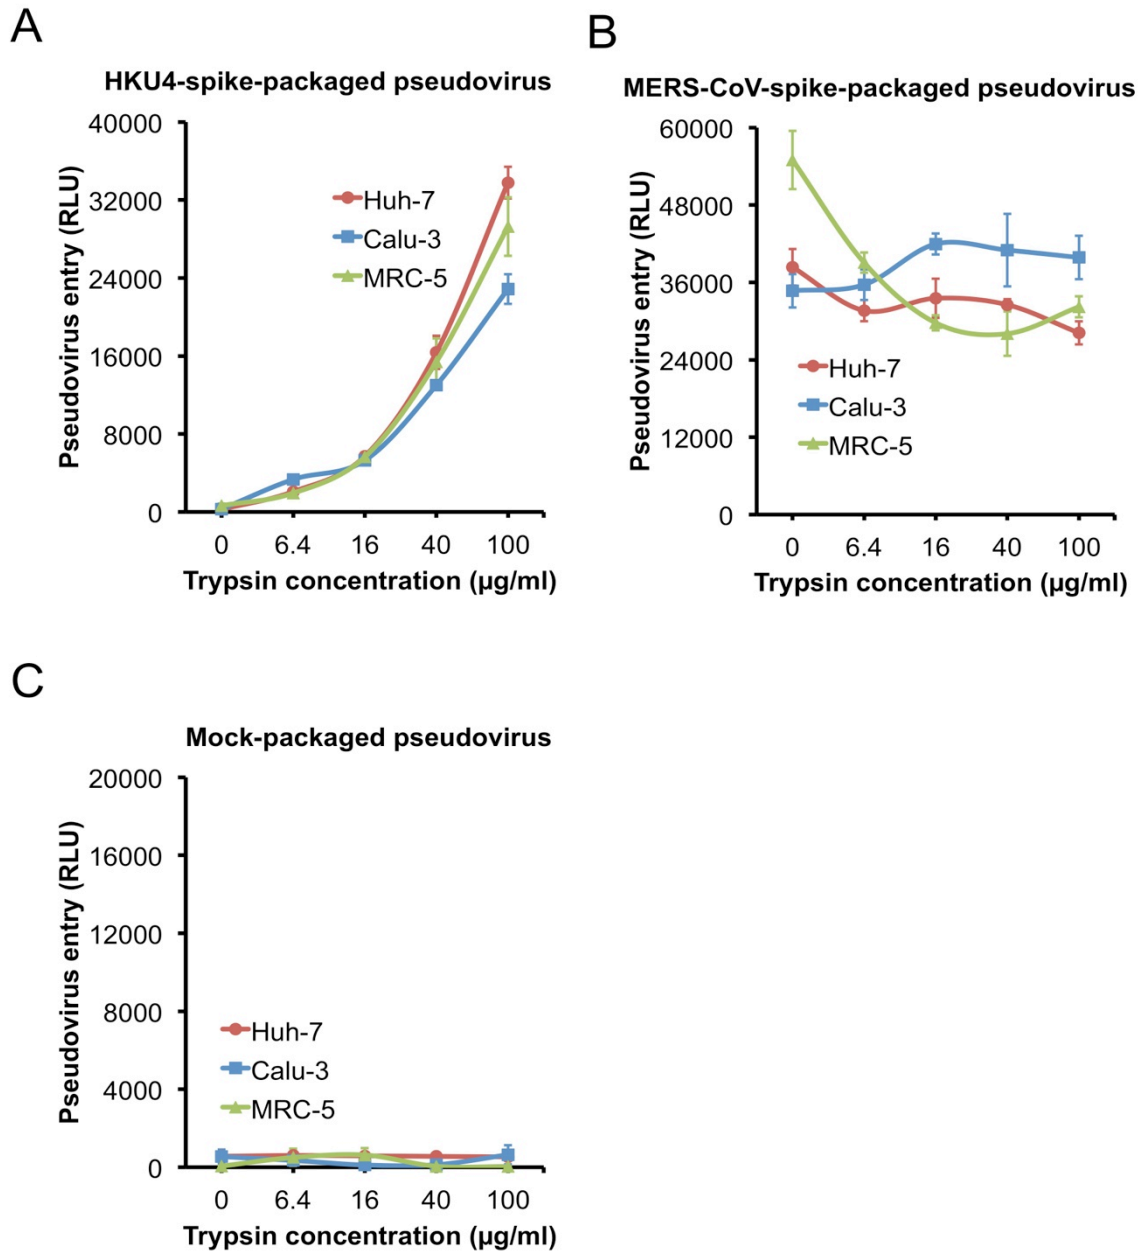 A
HKU4-spike-packaged pseudovirus
Pseudovirus entry (RLU)
40000
32000
24000
16000
8000
0
Huh-7
Calu-3
MRC-5
0 6.4 16 40 100
Trypsin concentration (µg/ml)
B
MERS-CoV-spike-packaged pseudovirus
Pseudovirus entry (RLU)
60000
48000
36000
24000
12000
0
Huh-7
Calu-3
MRC-5
0 6.4 16 40 100
Trypsin concentration (µg/ml)
C
Mock-packaged pseudovirus
Pseudovirus entry (RLU)
20000
16000
12000
8000
4000
0
Huh-7
Calu-3
MRC-5
0 6.4 16 40 100
Trypsin concentration (µg/ml)